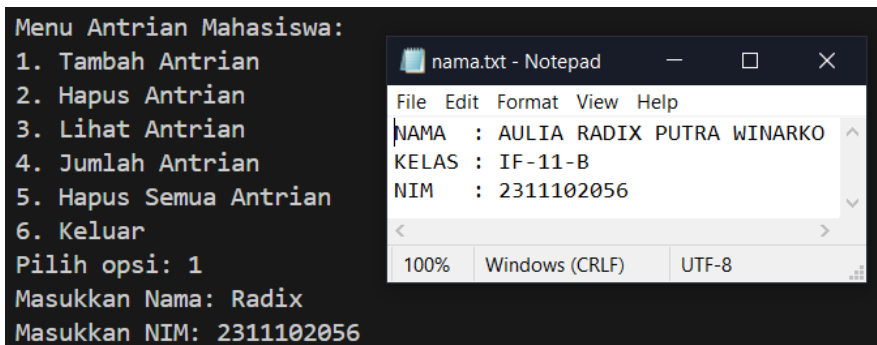 Menu Antrian Mahasiswa:
1. Tambah Antrian
2. Hapus Antrian
3. Lihat Antrian
4. Jumlah Antrian
5. Hapus Semua Antrian
6. Keluar
Pilih opsi: 1
Masukkan Nama: Radix
Masukkan NIM: 2311102056
nama.txt - Notepad
File Edit Format View Help
NAMA : AULIA RADIX PUTRA WINARKO
KELAS : IF-11-B
NIM : 2311102056
100% Windows (CRLF) UTF-8